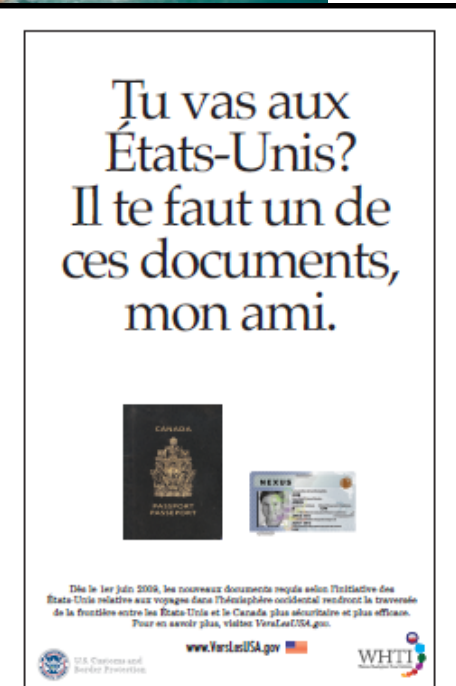 Tu vas aux
États-Unis?
Il te faut un de
ces documents,
mon ami.
CANADA
PASSPORT
PASSEPORT
NEXUS
Dès le 1er juin 2009, les nouveaux documents requis selon l'Initiative des
États-Unis relative aux voyages dans l'hémisphère occidental rendront la traversée
de la frontière entre les États-Unis et le Canada plus sécuritaire et plus efficace.
Pour en savoir plus, visitez VersLesUSA.gov.
www.VersLesUSA.gov
U.S. Customs and
Border Protection
WHTI